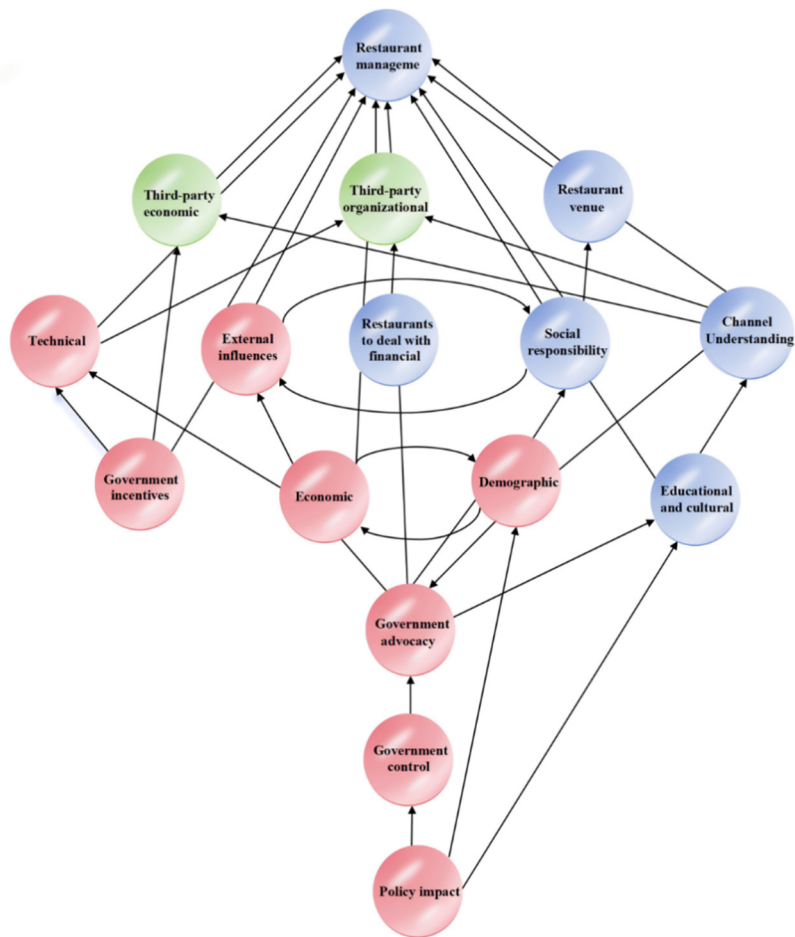 Restaurant
manageme
Third-party
economic
Third-party
organizational
Restaurant
venue
Technical
External
influences
Restaurants
to deal with
financial
Social
responsibility
Channel
Understanding
Government
incentives
Economic
Demographic
Educational
and cultural
Government
advocacy
Government
control
Policy impact